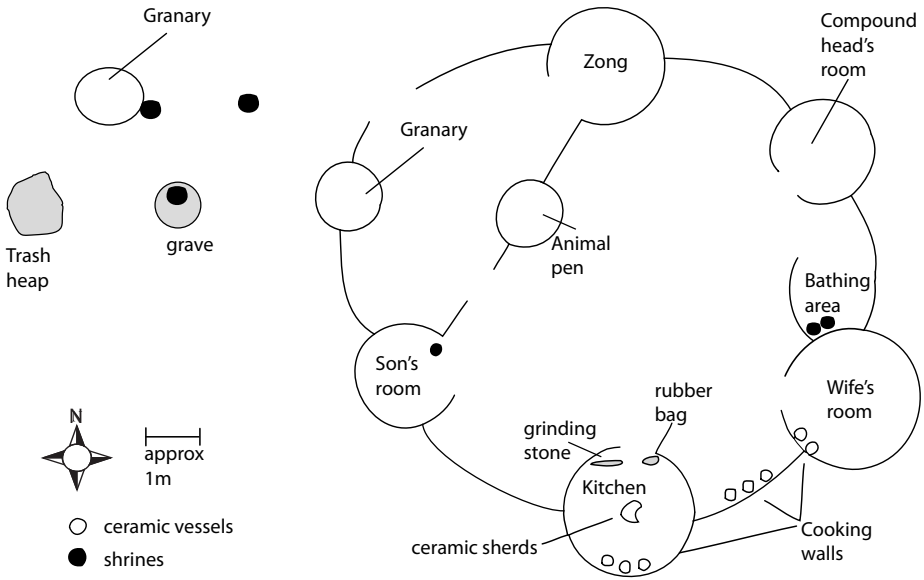 Granary
Zong
Compound
head's
room
Granary
Animal
pen
Trash
heap
grave
Bathing
area
Son's
room
Wife's
room
rubber
bag
grinding
stone
Kitchen
ceramic sherds
Cooking
walls
N
approx
1m
ceramic vessels
shrines